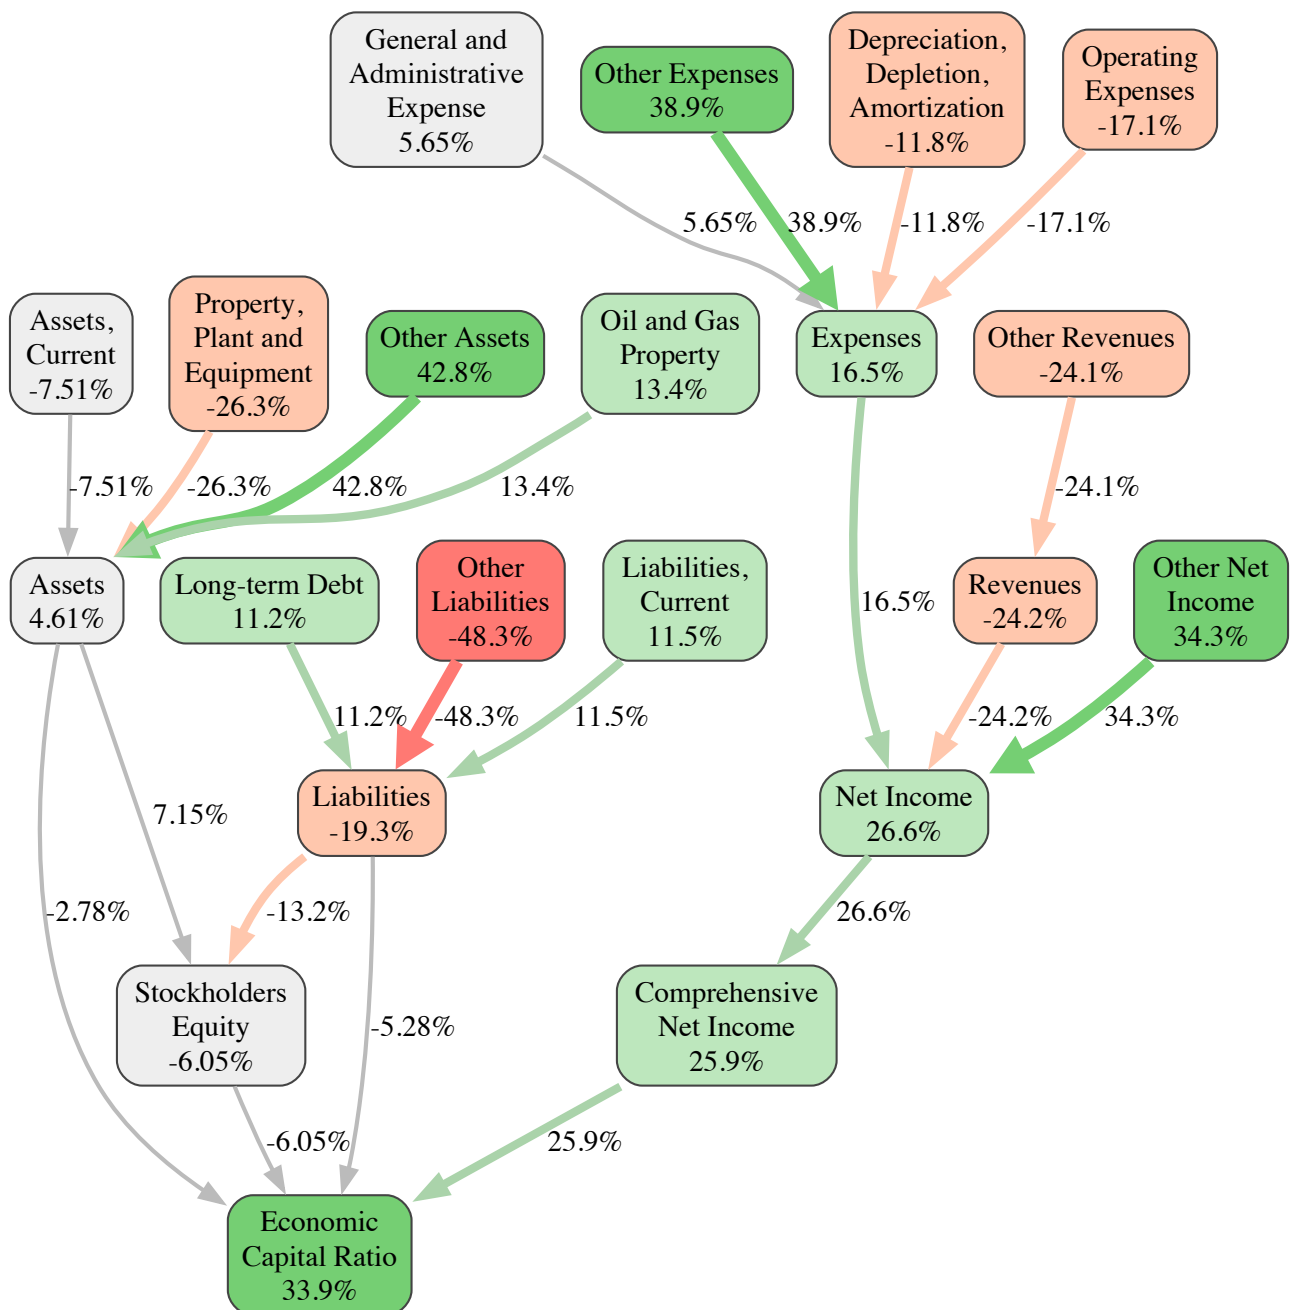 General and
Administrative
Expense
5.65%
Other Expenses
38.9%
Depreciation,
Depletion,
Amortization
-11.8%
Operating
Expenses
-17.1%
5.65%
38.9%
-11.8%
-17.1%
Assets,
Current
-7.51%
Property,
Plant and
Equipment
-26.3%
Other Assets
42.8%
Oil and Gas
Property
13.4%
Expenses
16.5%
Other Revenues
-24.1%
-7.51%
-26.3%
42.8%
13.4%
-24.1%
Assets
4.61%
Long-term Debt
11.2%
Other
Liabilities
-48.3%
Liabilities,
Current
11.5%
16.5%
Revenues
-24.2%
Other Net
Income
34.3%
11.2%
-48.3%
11.5%
-24.2%
34.3%
7.15%
Liabilities
-19.3%
Net Income
26.6%
-2.78%
-13.2%
26.6%
Stockholders
Equity
-6.05%
-5.28%
Comprehensive
Net Income
25.9%
-6.05%
25.9%
Economic
Capital Ratio
33.9%